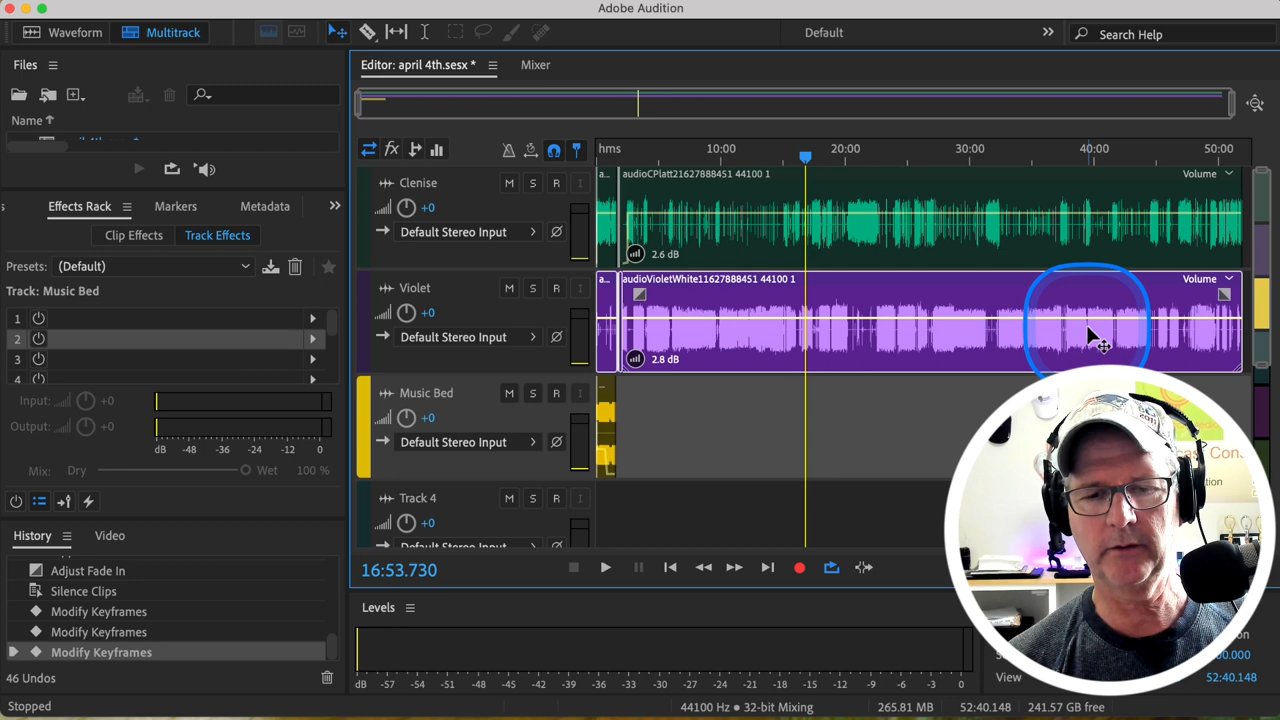 Adobe Audition
Waveform Multitrack Default Search Help
Files
Name
Effects Rack Markers Metadata
Clip Effects Track Effects
Presets: (Default)
Track: Music Bed
1
2
3
4
Input: +0
Output: +0
dB -48 -36 -24 -12 0
Mix: Dry Wet 100 %
History Video
Adjust Fade In
Silence Clips
Modify Keyframes
Modify Keyframes
Modify Keyframes
46 Undos
Stopped
Editor: april 4th.sesx * Mixer
fx
hms 10:00 20:00 30:00 40:00 50:00
Clenise M S R I
+0
Default Stereo Input
a... audioCPlatt21627888451 44100 1 Volume
2.6 dB
Violet M S R I
+0
Default Stereo Input
a... audioVioletWhite11627888451 44100 1 Volume
2.8 dB
Music Bed M S R I
+0
Default Stereo Input
Track 4 M S R I
+0
Default Stereo Input
16:53.730
Levels
dB -57 -54 -51 -48 -45 -42 -39 -36 -33 -30 -27 -24 -21 -18 -15 -12 -9 -6 -3 0
View 52:40.148
44100 Hz • 32-bit Mixing 265.81 MB 52:40.148 241.57 GB free